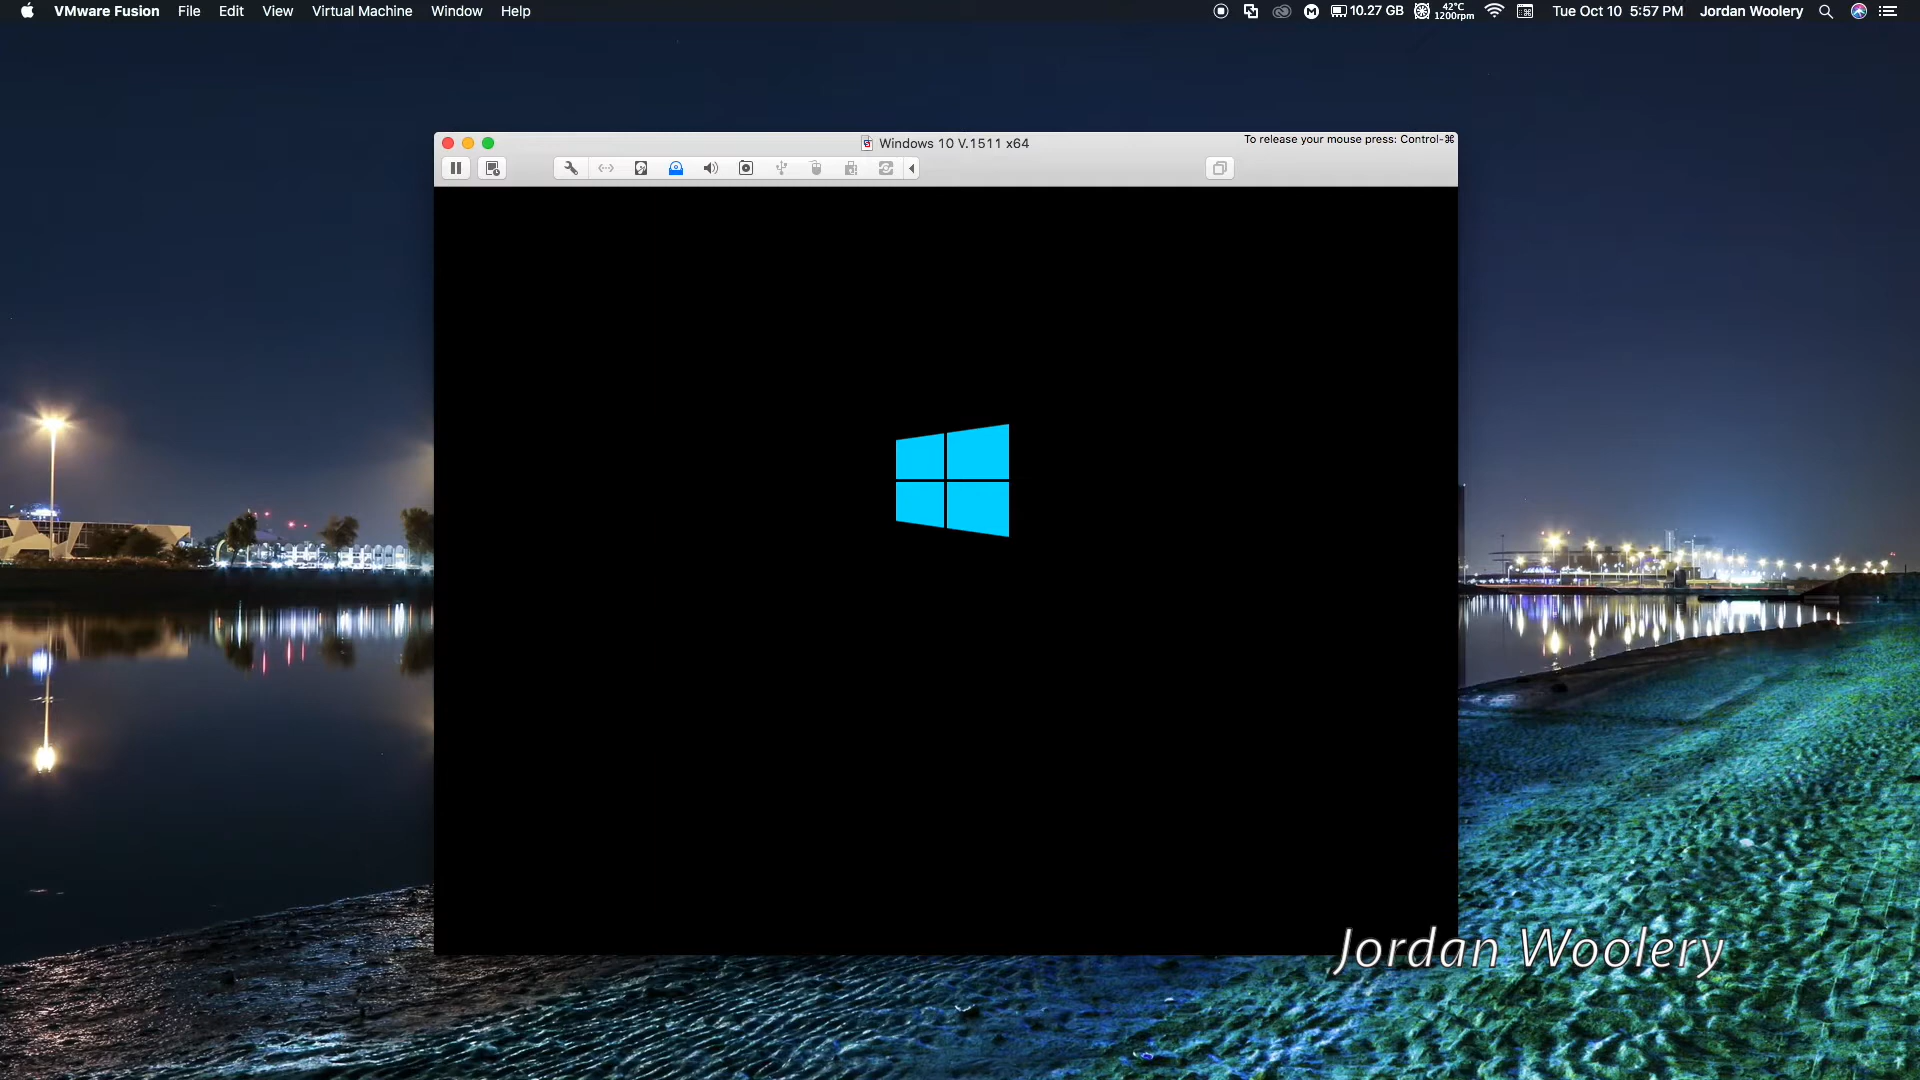 VMware Fusion File Edit View Virtual Machine Window Help 10.27 GB 42°C 1200rpm Tue Oct 10 5:57 PM Jordan Woolery
Windows 10 V.1511 x64
To release your mouse press: Control-⌘
Jordan Woolery